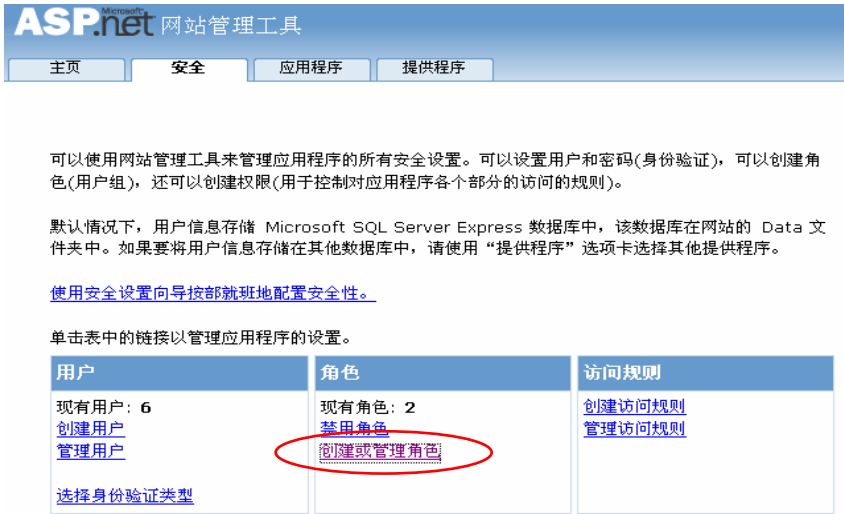 Microsoft
ASP.net 网站管理工具
主页 安全 应用程序 提供程序
可以使用网站管理工具来管理应用程序的所有安全设置。可以设置用户和密码(身份验证)，可以创建角
色(用户组)，还可以创建权限(用于控制对应用程序各个部分的访问的规则)。
默认情况下，用户信息存储 Microsoft SQL Server Express 数据库中，该数据库在网站的 Data 文
件夹中。如果要将用户信息存储在其他数据库中，请使用“提供程序”选项卡选择其他提供程序。
使用安全设置向导按部就班地配置安全性。
单击表中的链接以管理应用程序的设置。
用户 角色 访问规则
现有用户: 6 现有角色: 2 创建访问规则
创建用户 禁用角色 管理访问规则
管理用户 创建或管理角色
选择身份验证类型